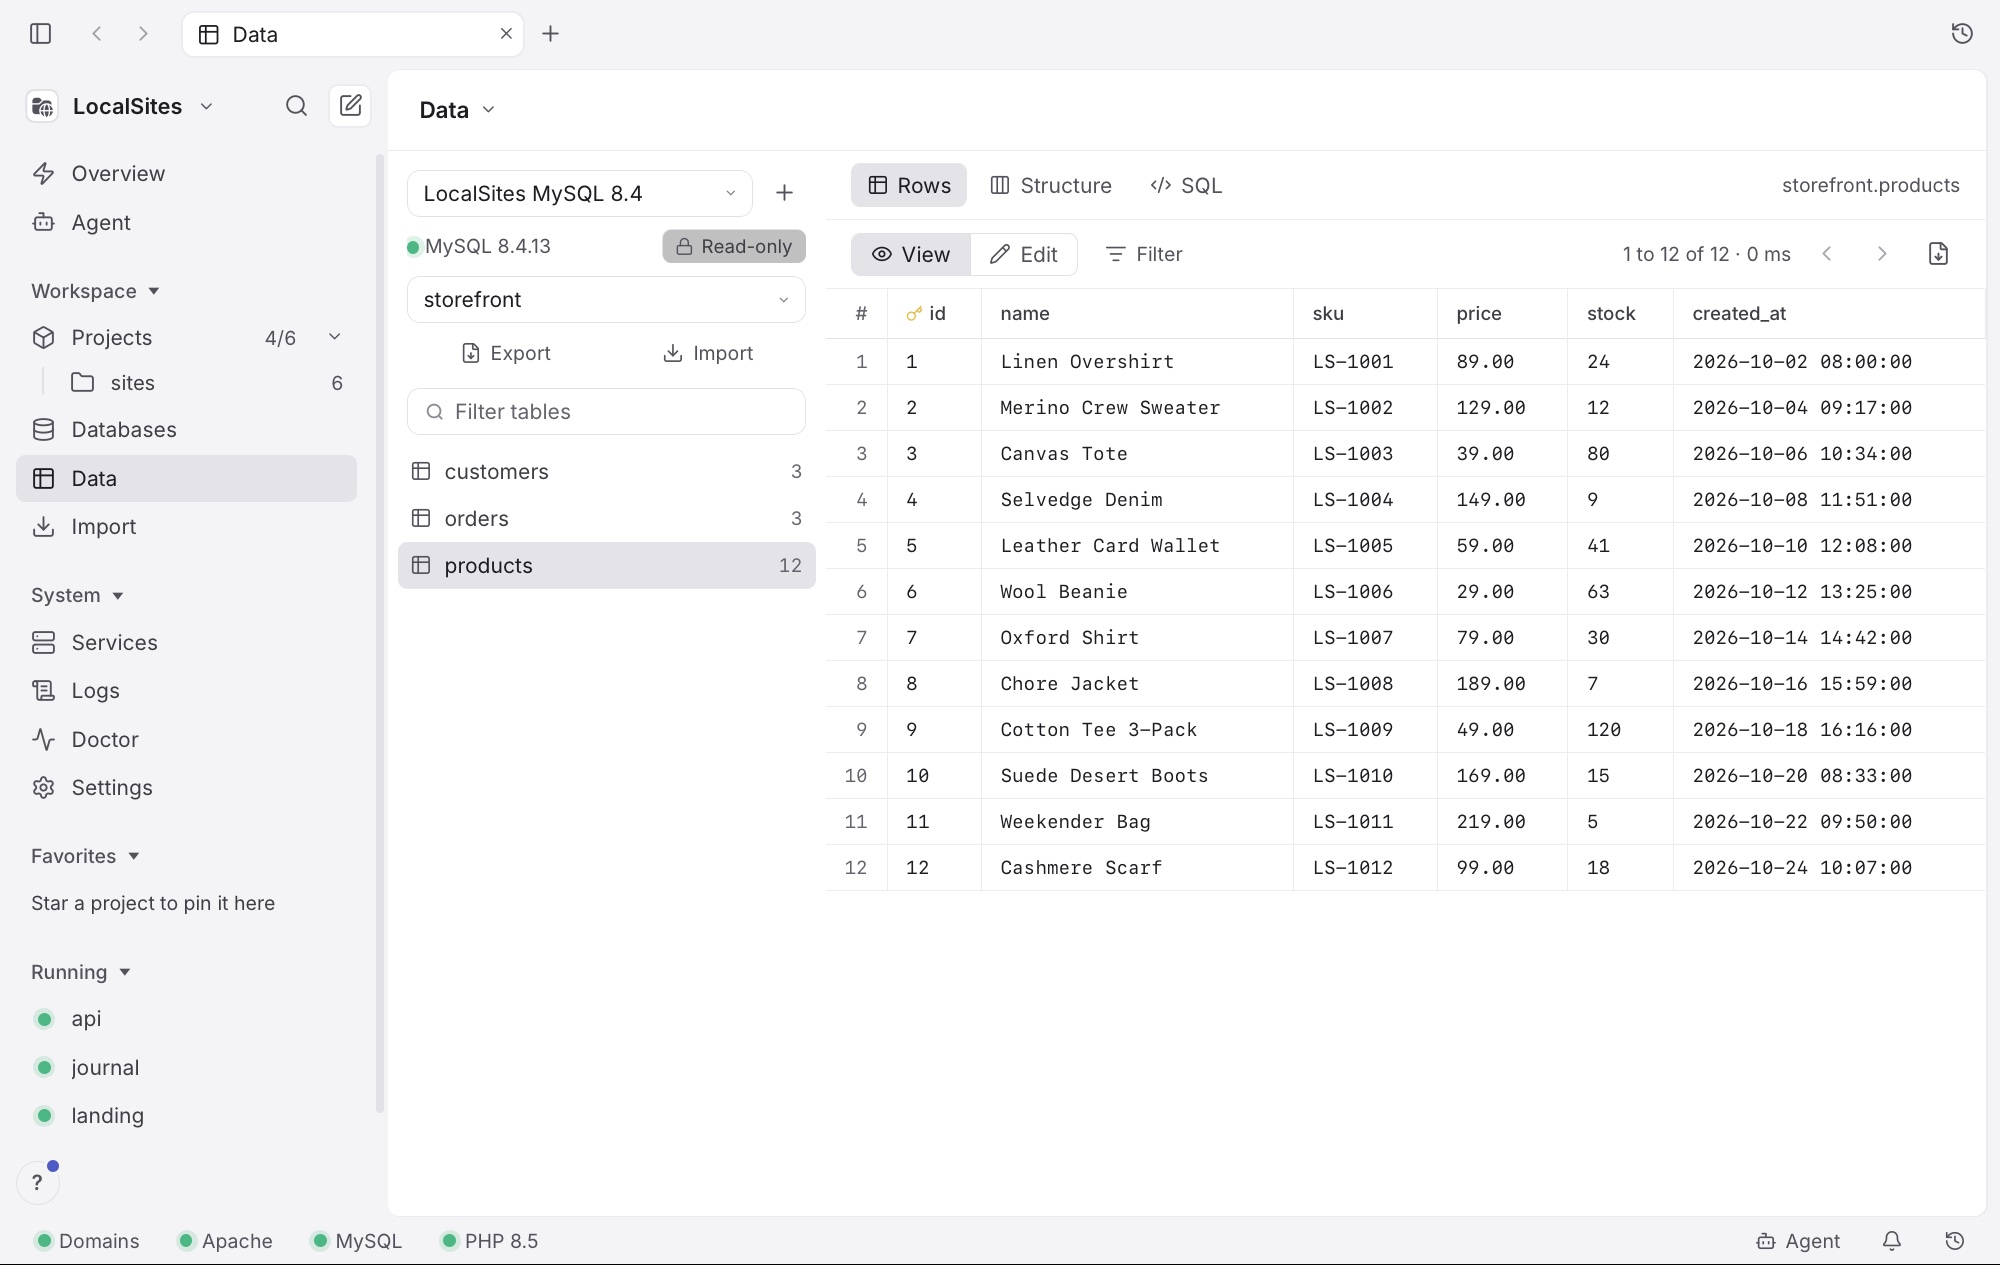 Data
LocalSites
Overview
Agent
Workspace
Projects 4/6
sites 6
Databases
Data
Import
System
Services
Logs
Doctor
Settings
Favorites
Star a project to pin it here
Running
api
journal
landing
?
Data
LocalSites MySQL 8.4
MySQL 8.4.13 Read-only
storefront
Export Import
Filter tables
customers 3
orders 3
products 12
Rows Structure SQL storefront.products
View Edit Filter 1 to 12 of 12 · 0 ms
# id name sku price stock created_at
1 1 Linen Overshirt LS-1001 89.00 24 2026-10-02 08:00:00
2 2 Merino Crew Sweater LS-1002 129.00 12 2026-10-04 09:17:00
3 3 Canvas Tote LS-1003 39.00 80 2026-10-06 10:34:00
4 4 Selvedge Denim LS-1004 149.00 9 2026-10-08 11:51:00
5 5 Leather Card Wallet LS-1005 59.00 41 2026-10-10 12:08:00
6 6 Wool Beanie LS-1006 29.00 63 2026-10-12 13:25:00
7 7 Oxford Shirt LS-1007 79.00 30 2026-10-14 14:42:00
8 8 Chore Jacket LS-1008 189.00 7 2026-10-16 15:59:00
9 9 Cotton Tee 3-Pack LS-1009 49.00 120 2026-10-18 16:16:00
10 10 Suede Desert Boots LS-1010 169.00 15 2026-10-20 08:33:00
11 11 Weekender Bag LS-1011 219.00 5 2026-10-22 09:50:00
12 12 Cashmere Scarf LS-1012 99.00 18 2026-10-24 10:07:00
Domains Apache MySQL PHP 8.5 Agent